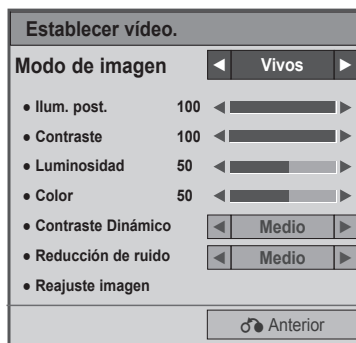 Establecer vídeo.
Modo de imagen ◄ Vivos ►
● Ilum. post. 100
● Contraste 100
● Luminosidad 50
● Color 50
● Contraste Dinámico ◄ Medio ►
● Reducción de ruido ◄ Medio ►
● Reajuste imagen
Anterior